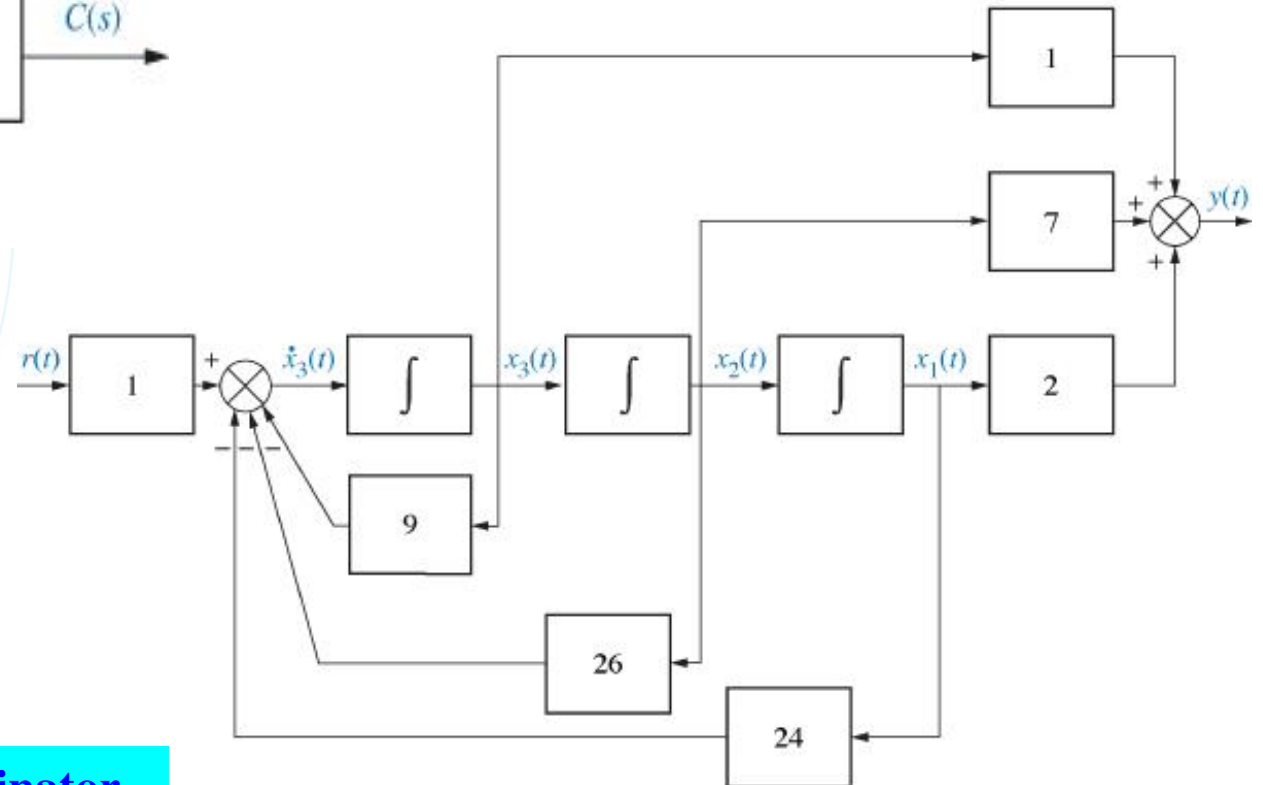 C(s)
1
7
y(t)
r(t)
1
ẋ₃(t)
∫
x₃(t)
∫
x₂(t)
∫
x₁(t)
2
9
26
24
+
+
+
+
− − −